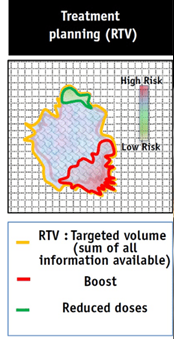 Treatment
planning (RTV)
High Risk
Low Risk
RTV : Targeted volume
(sum of all
information available)
Boost
Reduced doses